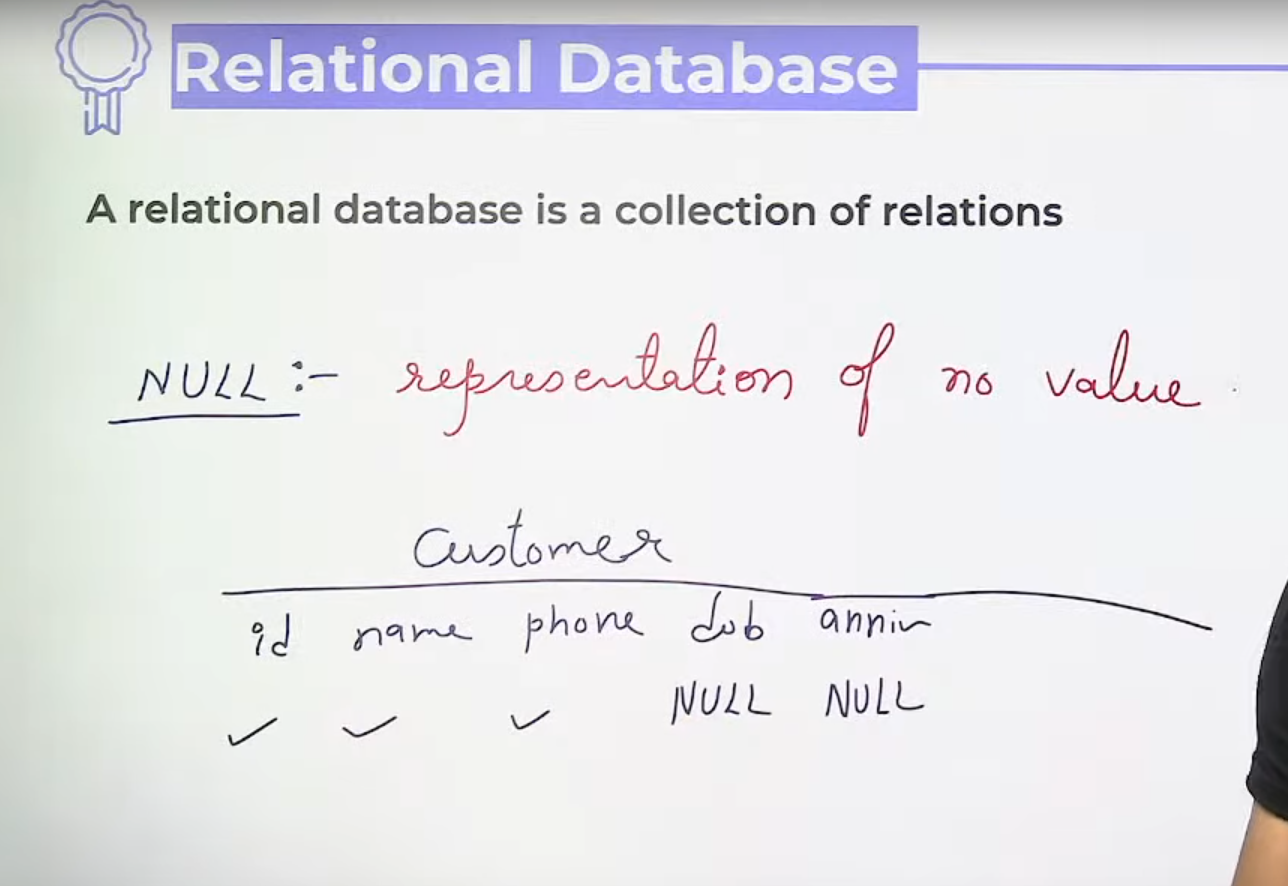 Relational Database
A relational database is a collection of relations
NULL :- representation of no value.
Customer
id name phone dob anniv
NULL NULL